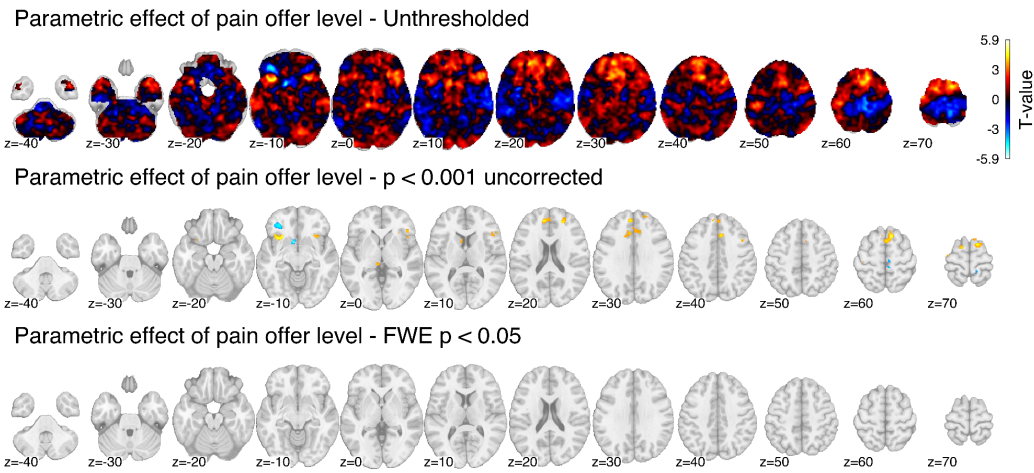 Parametric effect of pain offer level - Unthresholded
z=-40 z=-30 z=-20 z=-10 z=0 z=10 z=20 z=30 z=40 z=50 z=60 z=70
5.9
3
0
-3
-5.9
T-value
Parametric effect of pain offer level - p < 0.001 uncorrected
z=-40 z=-30 z=-20 z=-10 z=0 z=10 z=20 z=30 z=40 z=50 z=60 z=70
Parametric effect of pain offer level - FWE p < 0.05
z=-40 z=-30 z=-20 z=-10 z=0 z=10 z=20 z=30 z=40 z=50 z=60 z=70